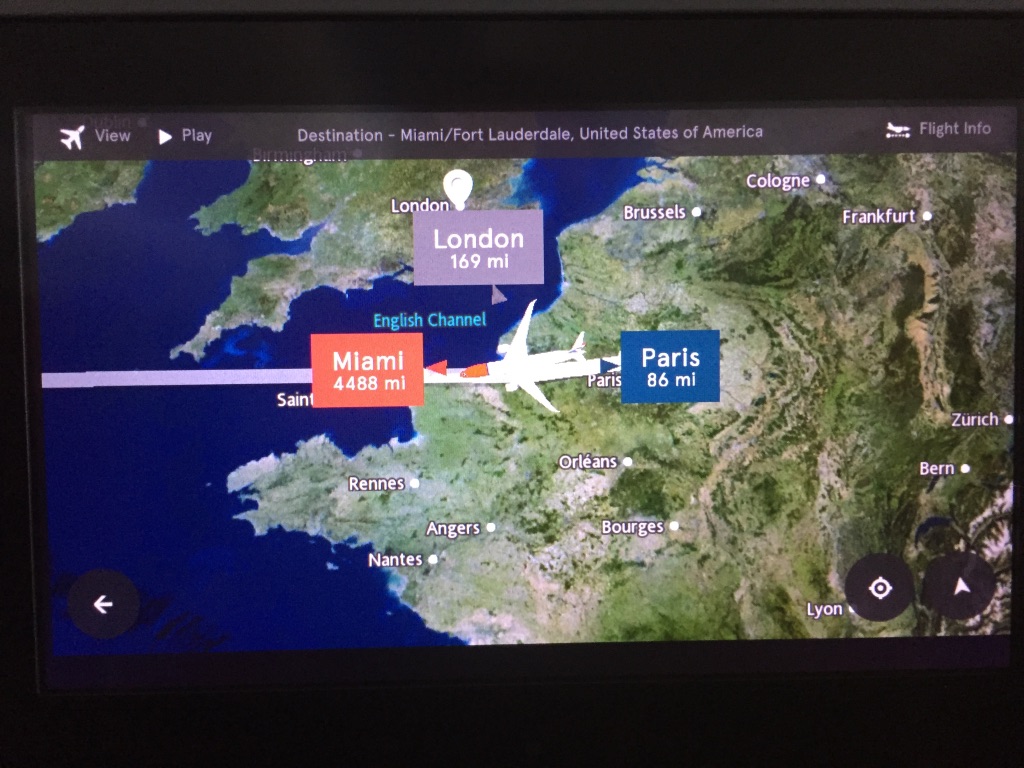 Dublin
View
Play
Destination - Miami/Fort Lauderdale, United States of America
Flight Info
Birmingham
Cologne
London
Brussels
Frankfurt
London
169 mi
English Channel
Miami
4488 mi
Paris
Paris
86 mi
Saint
Zürich
Orléans
Bern
Rennes
Angers
Bourges
Nantes
Lyon